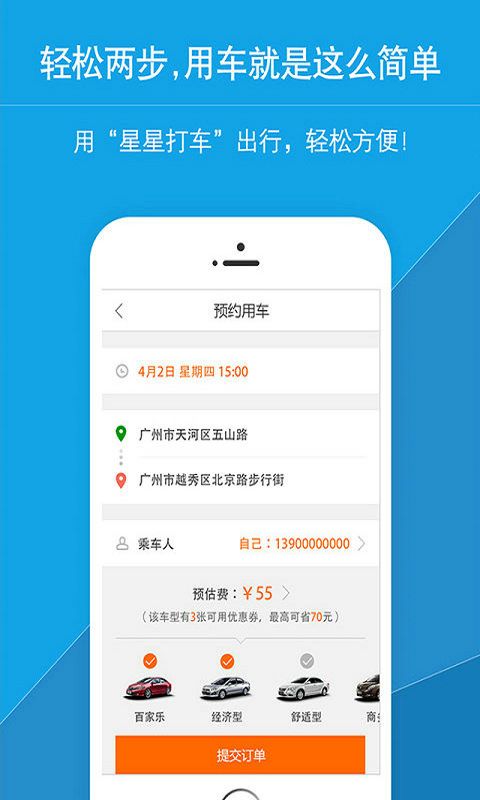 轻松两步,用车就是这么简单
用“星星打车”出行，轻松方便!
预约用车
4月2日 星期四 15:00
广州市天河区五山路
广州市越秀区北京路步行街
乘车人 自己：13900000000
预估费：￥55
（该车型有3张可用优惠券，最高可省70元）
百家乐 经济型 舒适型 商
提交订单